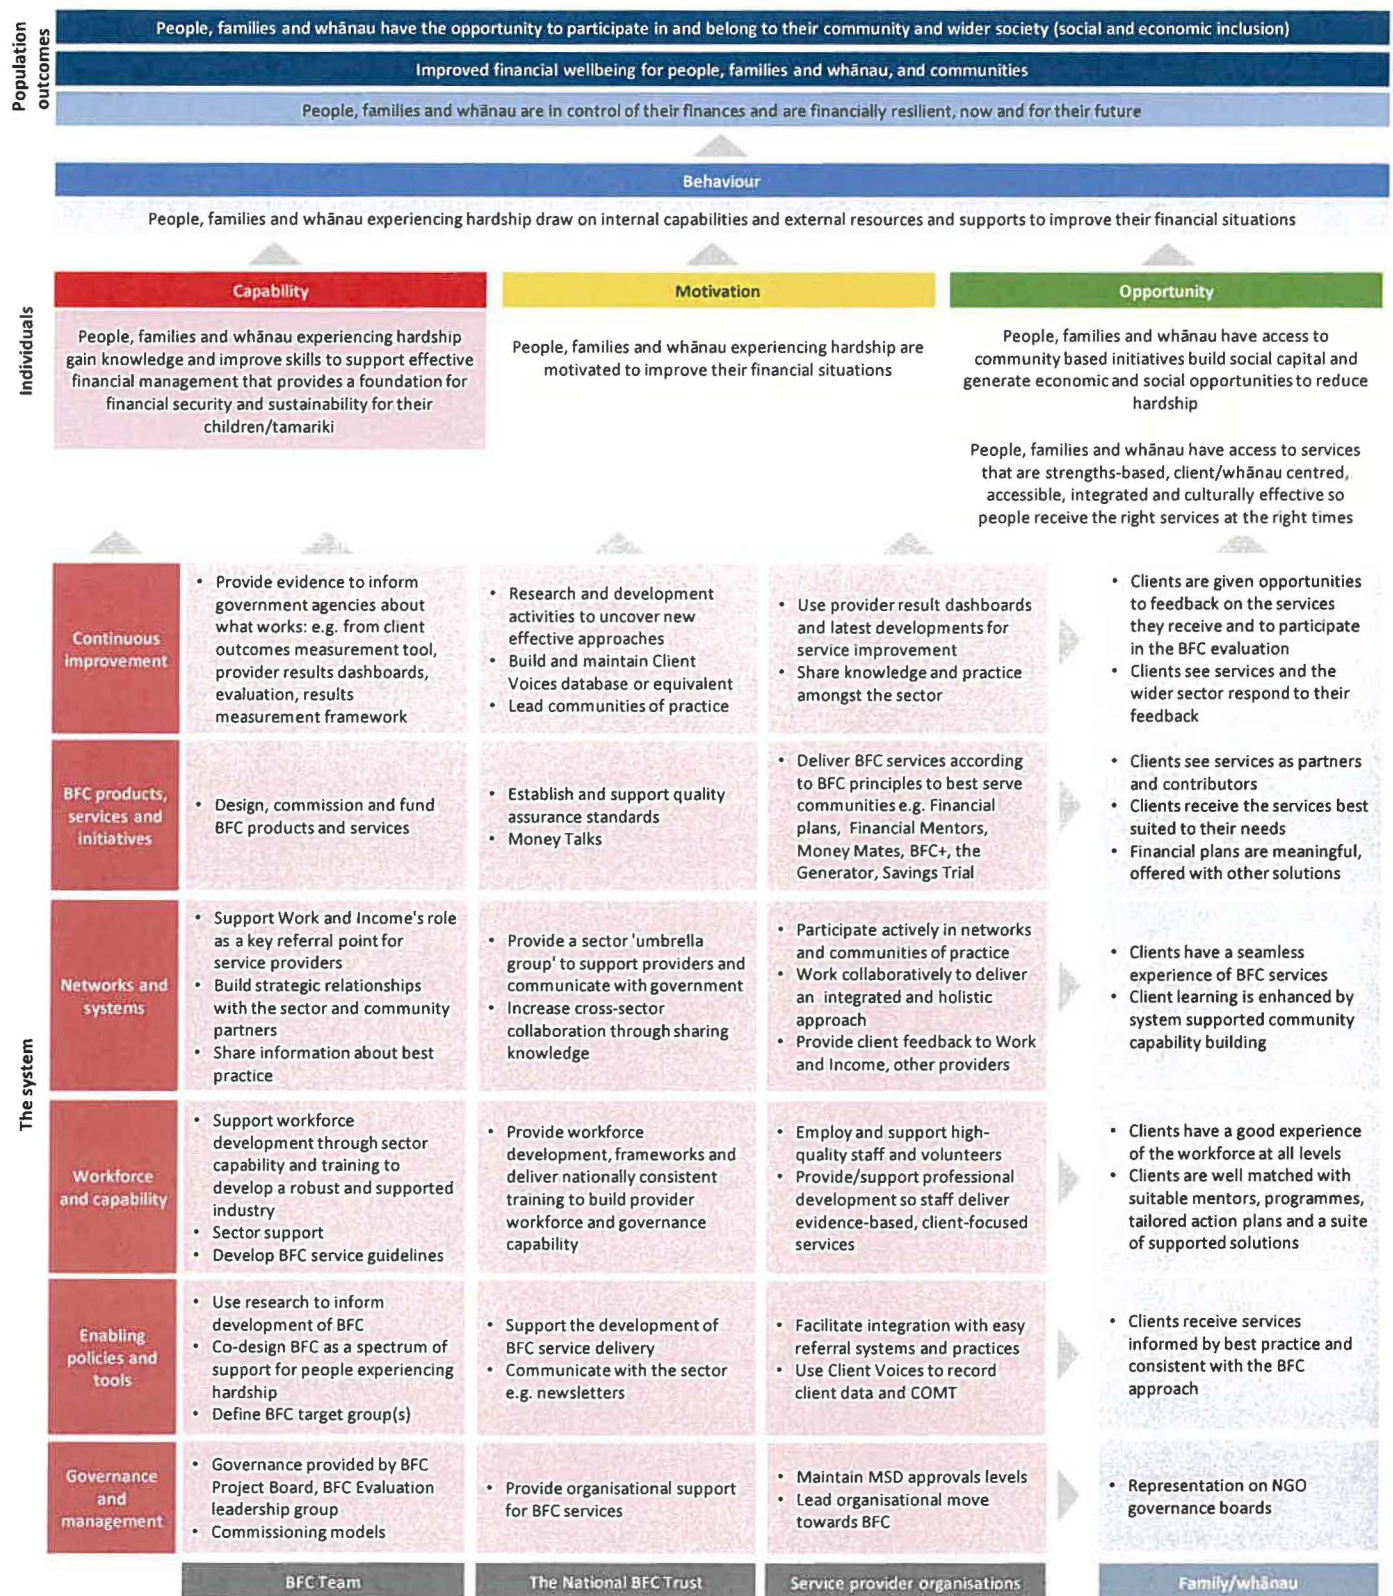 Population
outcomes
People, families and whānau have the opportunity to participate in and belong to their community and wider society (social and economic inclusion)
Improved financial wellbeing for people, families and whānau, and communities
People, families and whānau are in control of their finances and are financially resilient, now and for their future
Behaviour
People, families and whānau experiencing hardship draw on internal capabilities and external resources and supports to improve their financial situations
Individuals
Capability
People, families and whānau experiencing hardship
gain knowledge and improve skills to support effective
financial management that provides a foundation for
financial security and sustainability for their
children/tamariki
Motivation
People, families and whānau experiencing hardship are
motivated to improve their financial situations
Opportunity
People, families and whānau have access to
community based initiatives build social capital and
generate economic and social opportunities to reduce
hardship
People, families and whānau have access to services
that are strengths-based, client/whānau centred,
accessible, integrated and culturally effective so
people receive the right services at the right times
The system
Continuous
improvement
• Provide evidence to inform
government agencies about
what works: e.g. from client
outcomes measurement tool,
provider results dashboards,
evaluation, results
measurement framework
• Research and development
activities to uncover new
effective approaches
• Build and maintain Client
Voices database or equivalent
• Lead communities of practice
• Use provider result dashboards
and latest developments for
service improvement
• Share knowledge and practice
amongst the sector
• Clients are given opportunities
to feedback on the services
they receive and to participate
in the BFC evaluation
• Clients see services and the
wider sector respond to their
feedback
BFC products,
services and
initiatives
• Design, commission and fund
BFC products and services
• Establish and support quality
assurance standards
• Money Talks
• Deliver BFC services according
to BFC principles to best serve
communities e.g. Financial
plans, Financial Mentors,
Money Mates, BFC+, the
Generator, Savings Trial
• Clients see services as partners
and contributors
• Clients receive the services best
suited to their needs
• Financial plans are meaningful,
offered with other solutions
Networks and
systems
• Support Work and Income's role
as a key referral point for
service providers
• Build strategic relationships
with the sector and community
partners
• Share information about best
practice
• Provide a sector 'umbrella
group' to support providers and
communicate with government
• Increase cross-sector
collaboration through sharing
knowledge
• Participate actively in networks
and communities of practice
• Work collaboratively to deliver
an integrated and holistic
approach
• Provide client feedback to Work
and Income, other providers
• Clients have a seamless
experience of BFC services
• Client learning is enhanced by
system supported community
capability building
Workforce
and capability
• Support workforce
development through sector
capability and training to
develop a robust and supported
industry
• Sector support
• Develop BFC service guidelines
• Provide workforce
development, frameworks and
deliver nationally consistent
training to build provider
workforce and governance
capability
• Employ and support high-
quality staff and volunteers
• Provide/support professional
development so staff deliver
evidence-based, client-focused
services
• Clients have a good experience
of the workforce at all levels
• Clients are well matched with
suitable mentors, programmes,
tailored action plans and a suite
of supported solutions
Enabling
policies and
tools
• Use research to inform
development of BFC
• Co-design BFC as a spectrum of
support for people experiencing
hardship
• Define BFC target group(s)
• Support the development of
BFC service delivery
• Communicate with the sector
e.g. newsletters
• Facilitate integration with easy
referral systems and practices
• Use Client Voices to record
client data and COMT
• Clients receive services
informed by best practice and
consistent with the BFC
approach
Governance
and
management
• Governance provided by BFC
Project Board, BFC Evaluation
leadership group
• Commissioning models
• Provide organisational support
for BFC services
• Maintain MSD approvals levels
• Lead organisational move
towards BFC
• Representation on NGO
governance boards
BFC Team
The National BFC Trust
Service provider organisations
Family/whānau